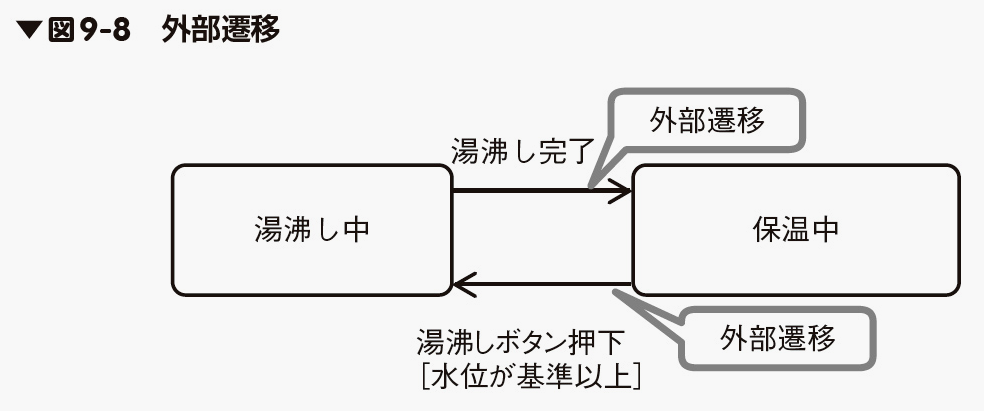 ▼図9-8 外部遷移
外部遷移
湯沸し完了
湯沸し中
保温中
外部遷移
湯沸しボタン押下
[水位が基準以上]